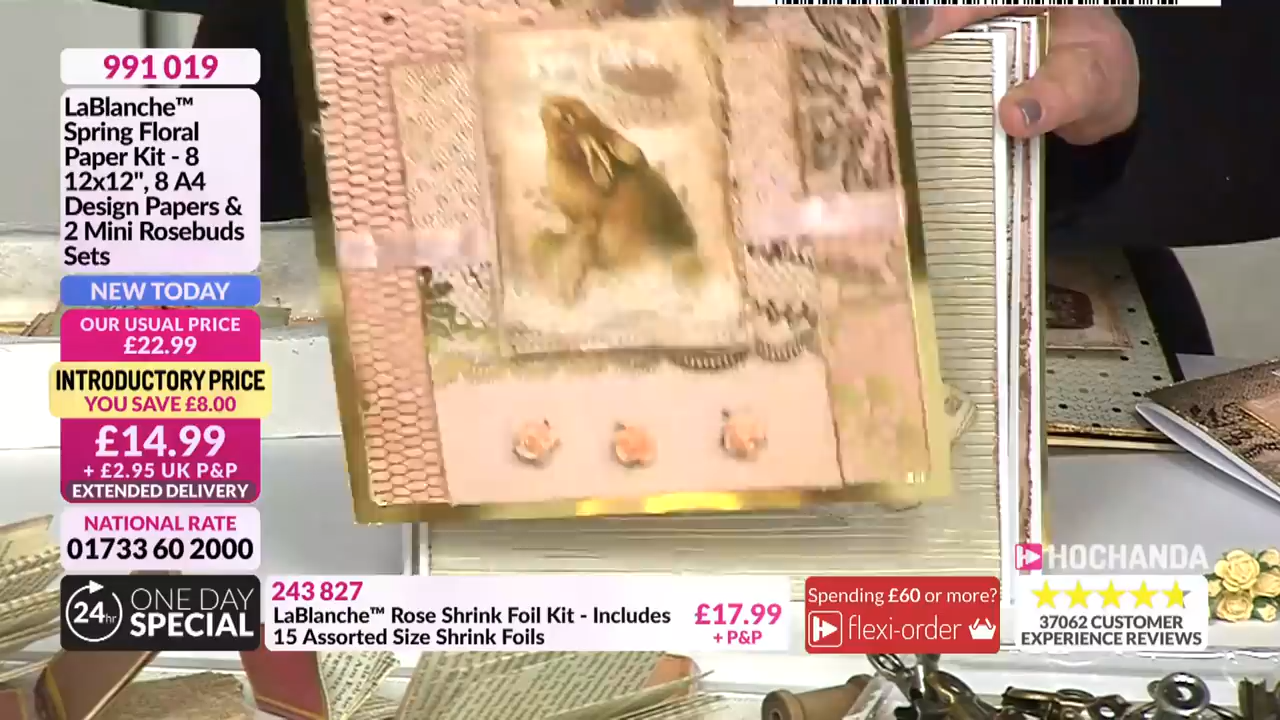 991 019
LaBlanche™
Spring Floral
Paper Kit - 8
12x12", 8 A4
Design Papers &
2 Mini Rosebuds
Sets
NEW TODAY
OUR USUAL PRICE
£22.99
INTRODUCTORY PRICE
YOU SAVE £8.00
£14.99
+ £2.95 UK P&P
EXTENDED DELIVERY
NATIONAL RATE
01733 60 2000
24hr
ONE DAY
SPECIAL
243 827
LaBlanche™ Rose Shrink Foil Kit - Includes
15 Assorted Size Shrink Foils
£17.99
+ P&P
Spending £60 or more?
flexi-order
HOCHANDA
37062 CUSTOMER
EXPERIENCE REVIEWS